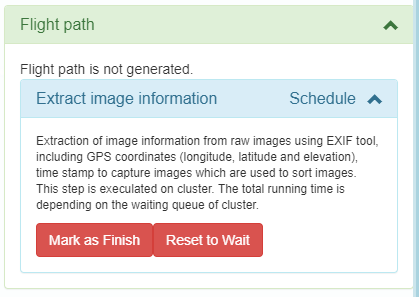 Flight path
Flight path is not generated.
Extract image information Schedule
Extraction of image information from raw images using EXIF tool,
including GPS coordinates (longitude, latitude and elevation),
time stamp to capture images which are used to sort images.
This step is execulated on cluster. The total running time is
depending on the waiting queue of cluster.
Mark as Finish Reset to Wait